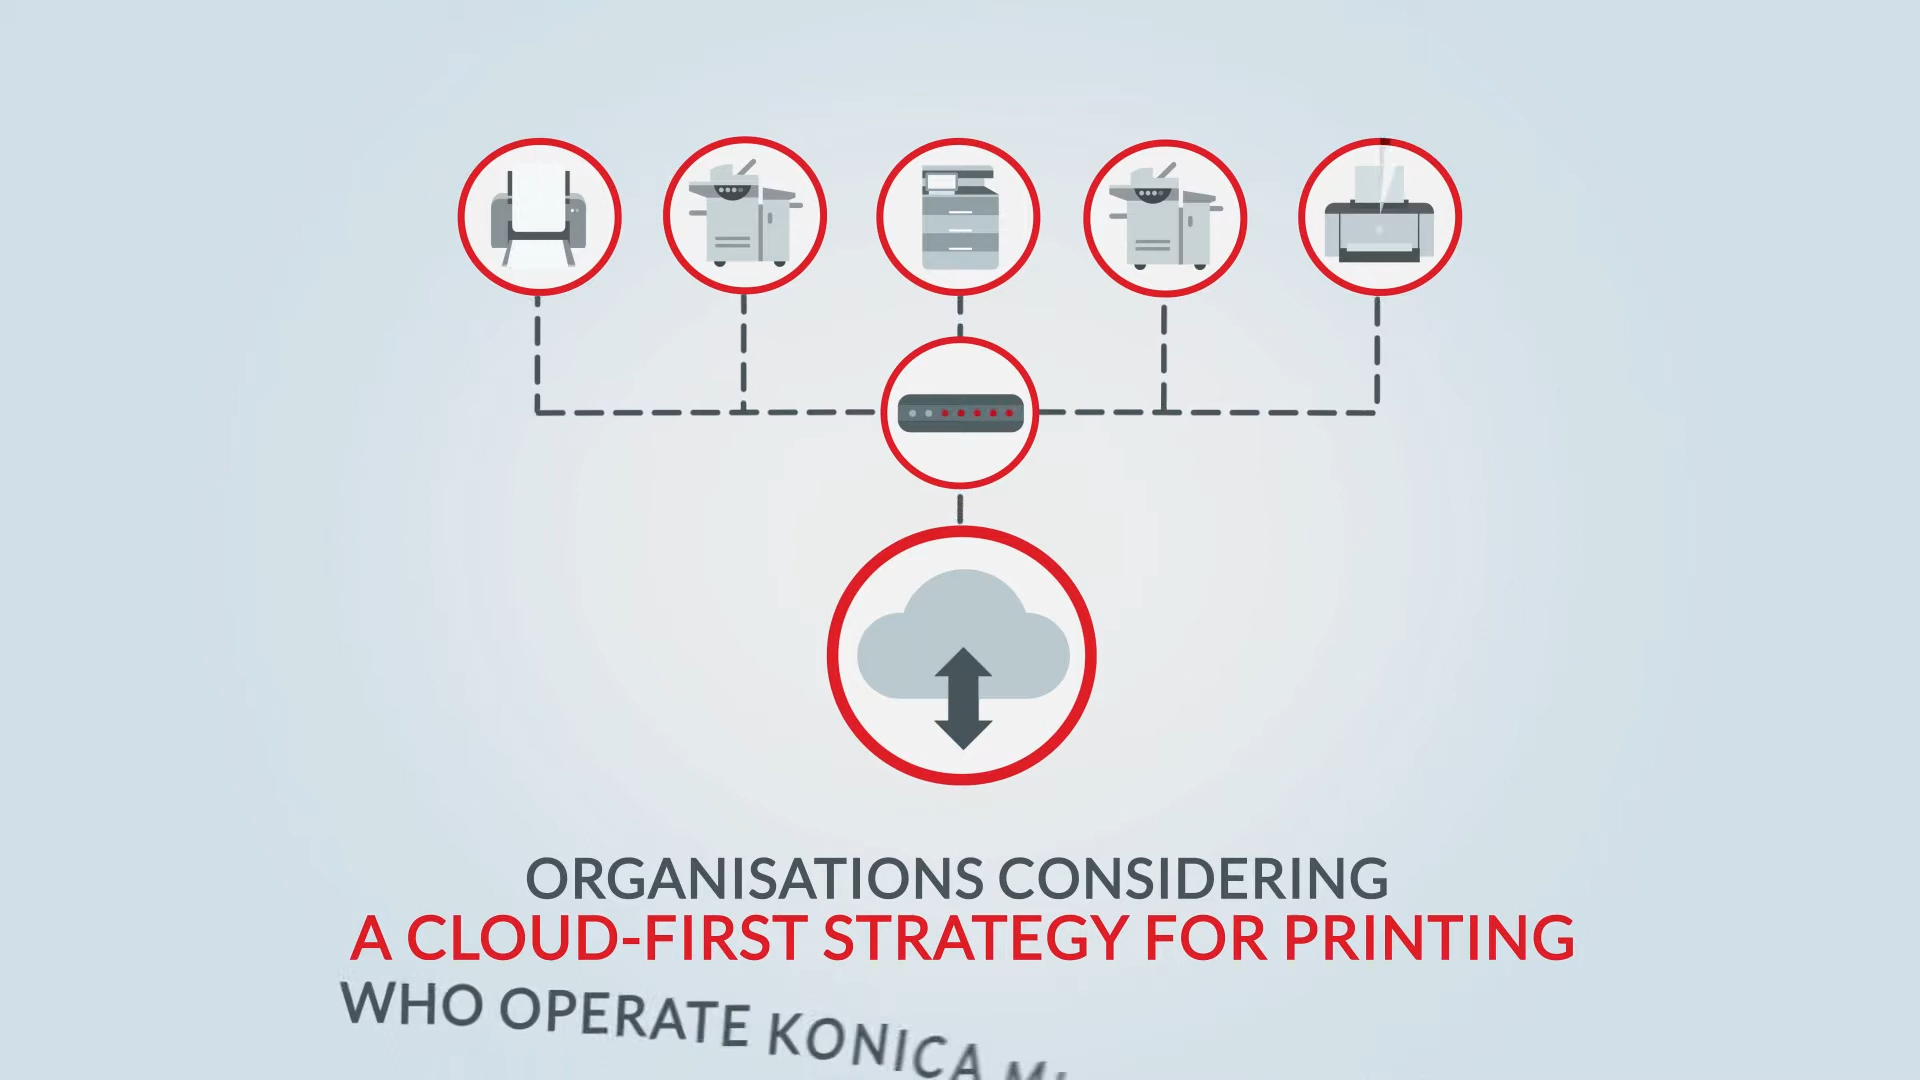 ORGANISATIONS CONSIDERING
A CLOUD-FIRST STRATEGY FOR PRINTING
WHO OPERATE KONICA